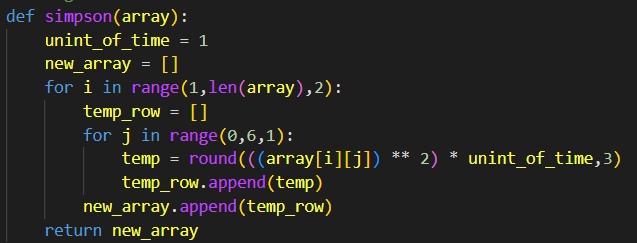 def simpson(array):
    unint_of_time = 1
    new_array = []
    for i in range(1,len(array),2):
        temp_row = []
        for j in range(0,6,1):
            temp = round(((array[i][j]) ** 2) * unint_of_time,3)
            temp_row.append(temp)
        new_array.append(temp_row)
    return new_array